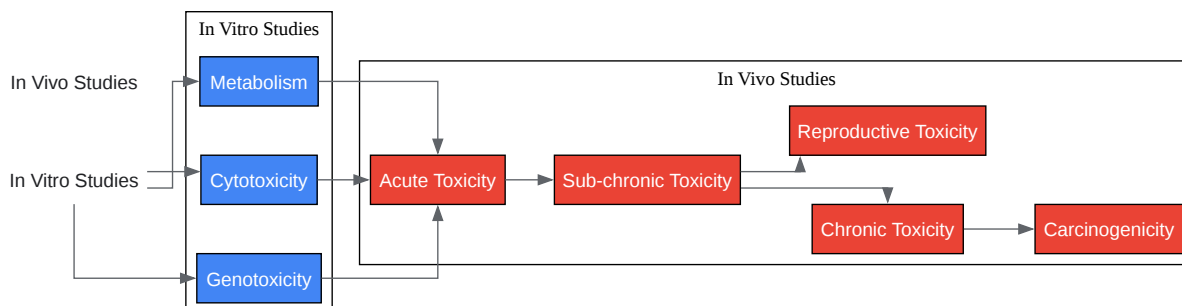 In Vitro Studies
In Vivo Studies
Metabolism
In Vivo Studies
Reproductive Toxicity
In Vitro Studies
Cytotoxicity
Acute Toxicity
Sub-chronic Toxicity
Chronic Toxicity
Carcinogenicity
Genotoxicity